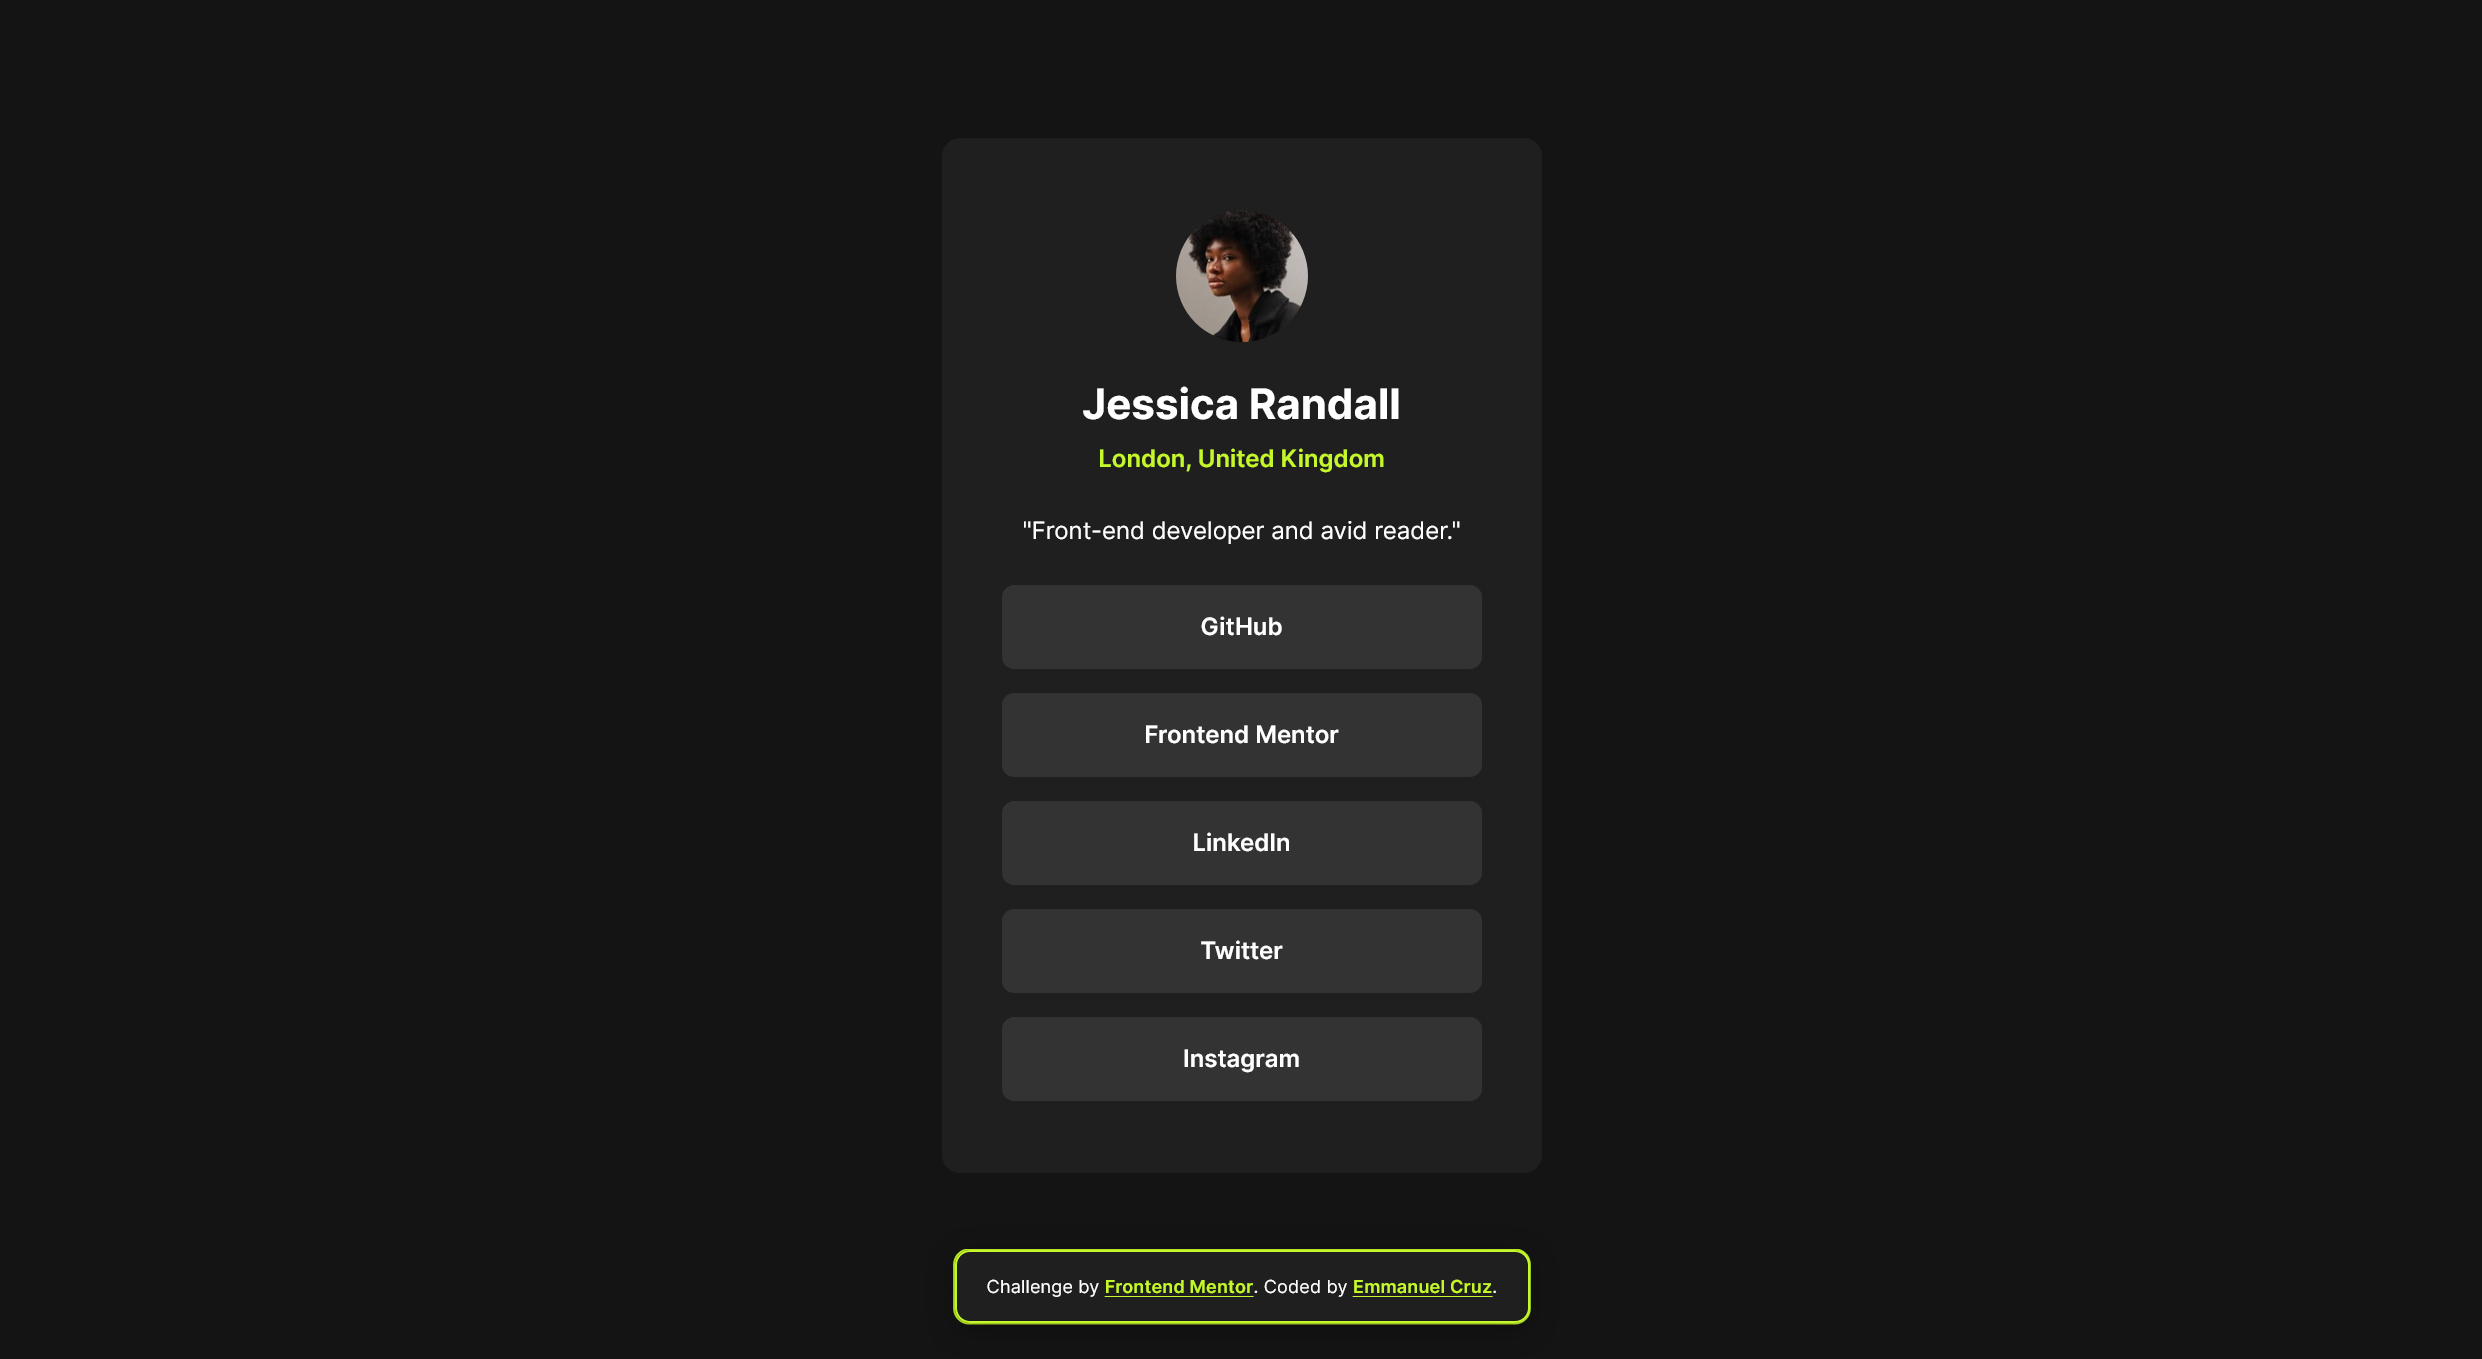 Jessica Randall
London, United Kingdom
"Front-end developer and avid reader."
GitHub
Frontend Mentor
LinkedIn
Twitter
Instagram
Challenge by Frontend Mentor. Coded by Emmanuel Cruz.